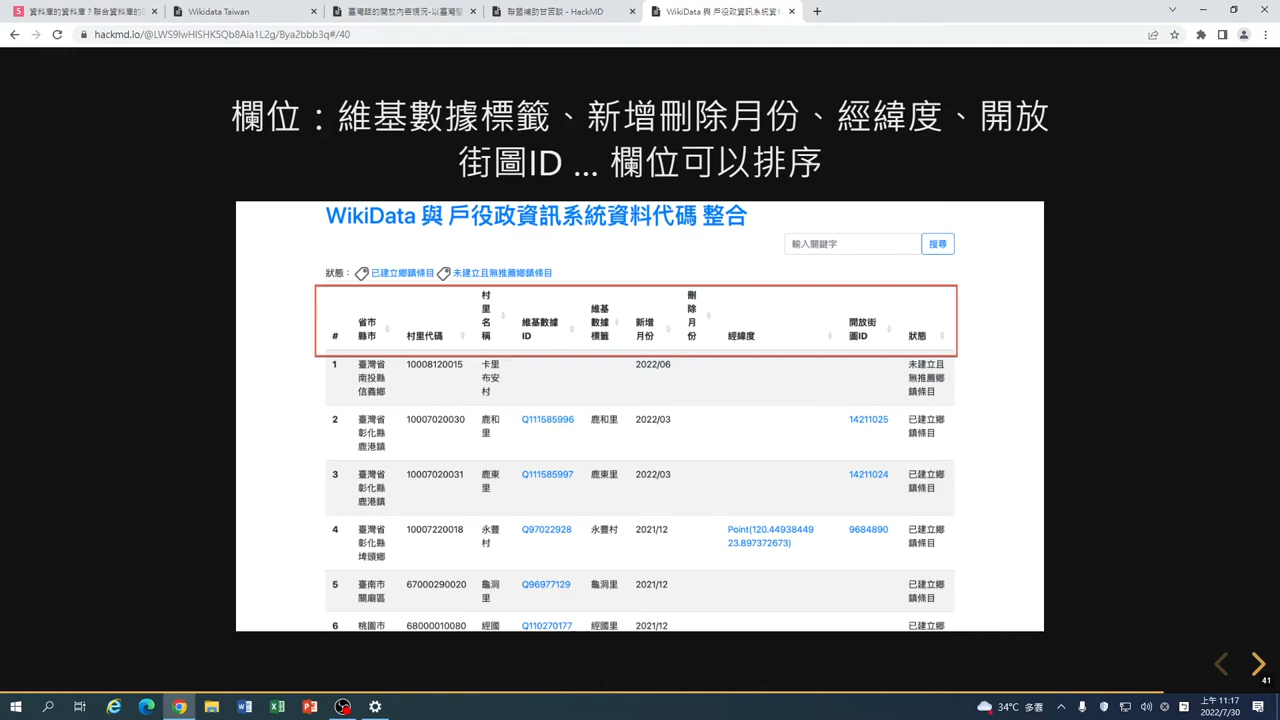 資料庫的資料庫？聯合資料庫的
Wikidata Taiwan
臺灣話的開放內容現況-以臺灣
聯盟補助甘苦談 - HackMD
WikiData 與 戶役政資訊系統資
hackmd.io/@LWS9IwHISHK5Qb8Aia1L2g/Bya2bbb3q#/40
欄位：維基數據標籤、新增刪除月份、經緯度、開放
街圖ID ... 欄位可以排序
WikiData 與 戶役政資訊系統資料代碼 整合
輸入關鍵字 搜尋
狀態： 已建立鄉鎮條目 未建立且無推薦鄉鎮條目
# 省市縣市 村里代碼 村里名稱 維基數據ID 維基數據標籤 新增月份 刪除月份 經緯度 開放街圖ID 狀態
1 臺灣省南投縣信義鄉 10008120015 卡里布安村 2022/06 未建立且無推薦鄉鎮條目
2 臺灣省彰化縣鹿港鎮 10007020030 鹿和里 Q111585996 鹿和里 2022/03 14211025 已建立鄉鎮條目
3 臺灣省彰化縣鹿港鎮 10007020031 鹿東里 Q111585997 鹿東里 2022/03 14211024 已建立鄉鎮條目
4 臺灣省彰化縣埤頭鄉 10007220018 永豐村 Q97022928 永豐村 2021/12 Point(120.44938449 23.897372673) 9684890 已建立鄉鎮條目
5 臺南市關廟區 67000290020 龜洞里 Q96977129 龜洞里 2021/12 已建立鄉鎮條目
6 桃園市 68000010080 經國 Q110270177 經國里 2021/12 已建立鄉
41
34°C 多雲
上午 11:17
2022/7/30